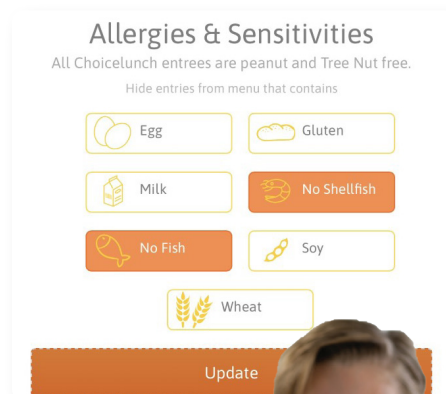 Allergies & Sensitivities
All Choicelunch entrees are peanut and Tree Nut free.
Hide entries from menu that contains
Egg
Gluten
Milk
No Shellfish
No Fish
Soy
Wheat
Update